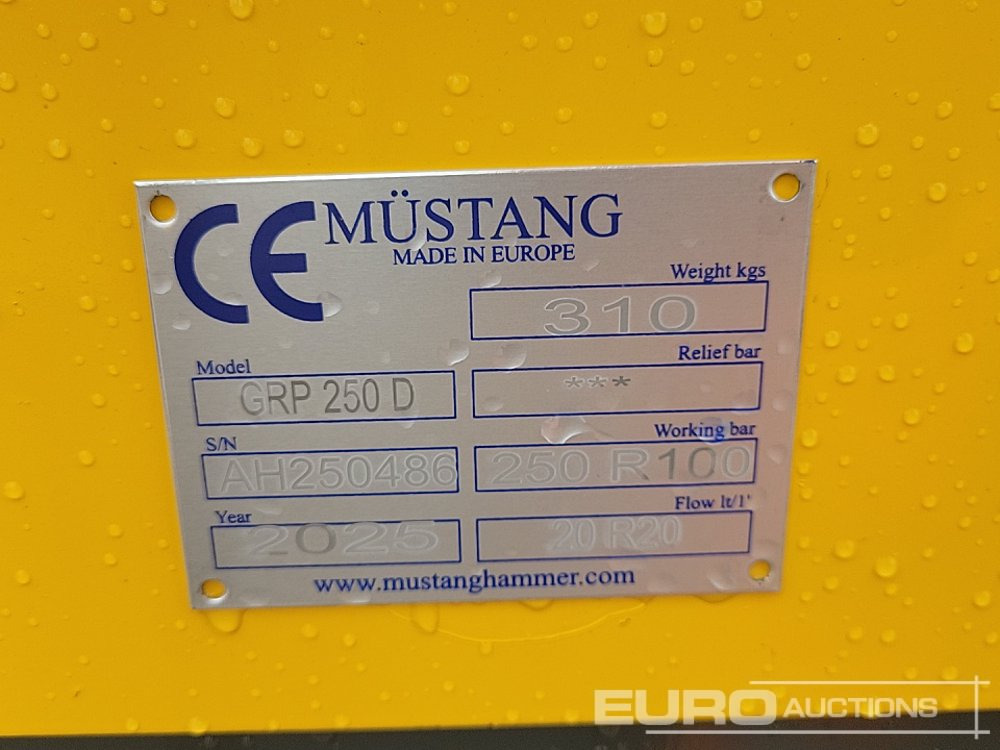 CE MÜSTANG
MADE IN EUROPE
Weight kgs
310
Model
GRP 250 D
Relief bar
***
S/N
AH250486
Working bar
250 R100
Year
2025
Flow lt/1'
20 R20
www.mustanghammer.com
EURO AUCTIONS